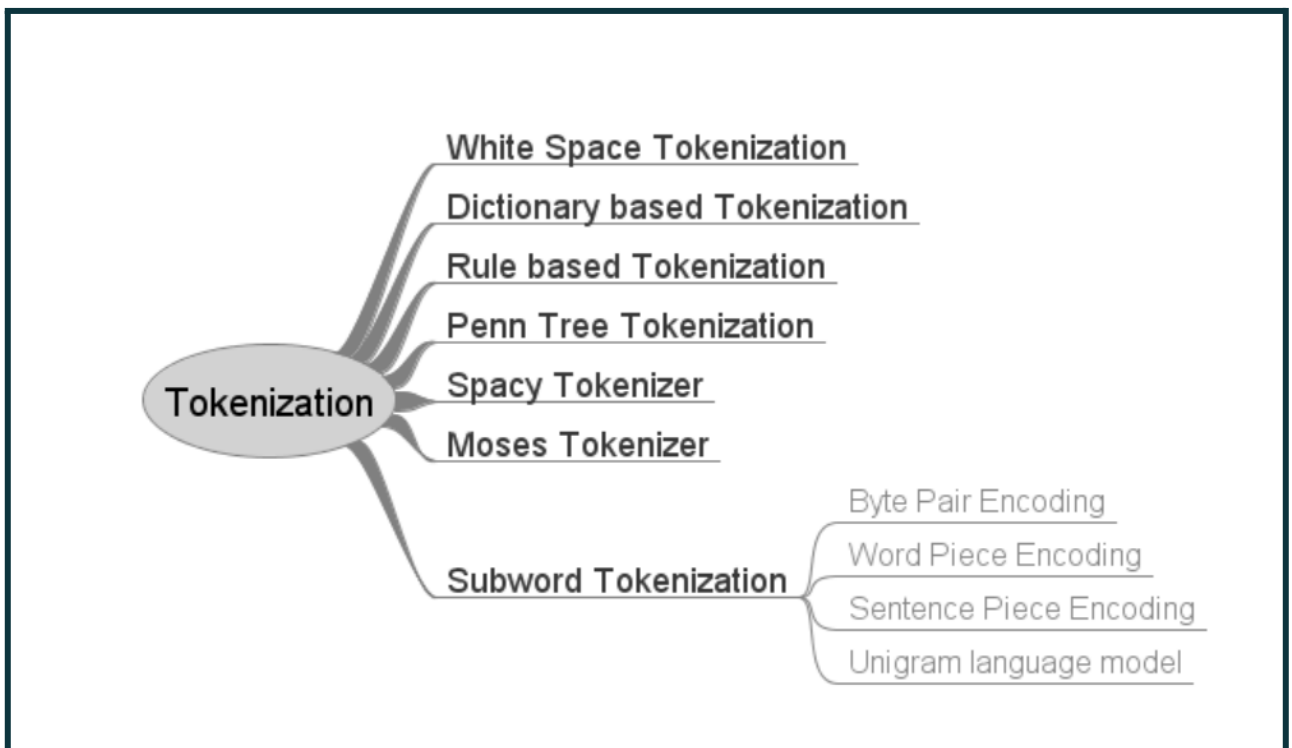 White Space Tokenization
Dictionary based Tokenization
Rule based Tokenization
Penn Tree Tokenization
Spacy Tokenizer
Moses Tokenizer
Tokenization
Subword Tokenization
Byte Pair Encoding
Word Piece Encoding
Sentence Piece Encoding
Unigram language model